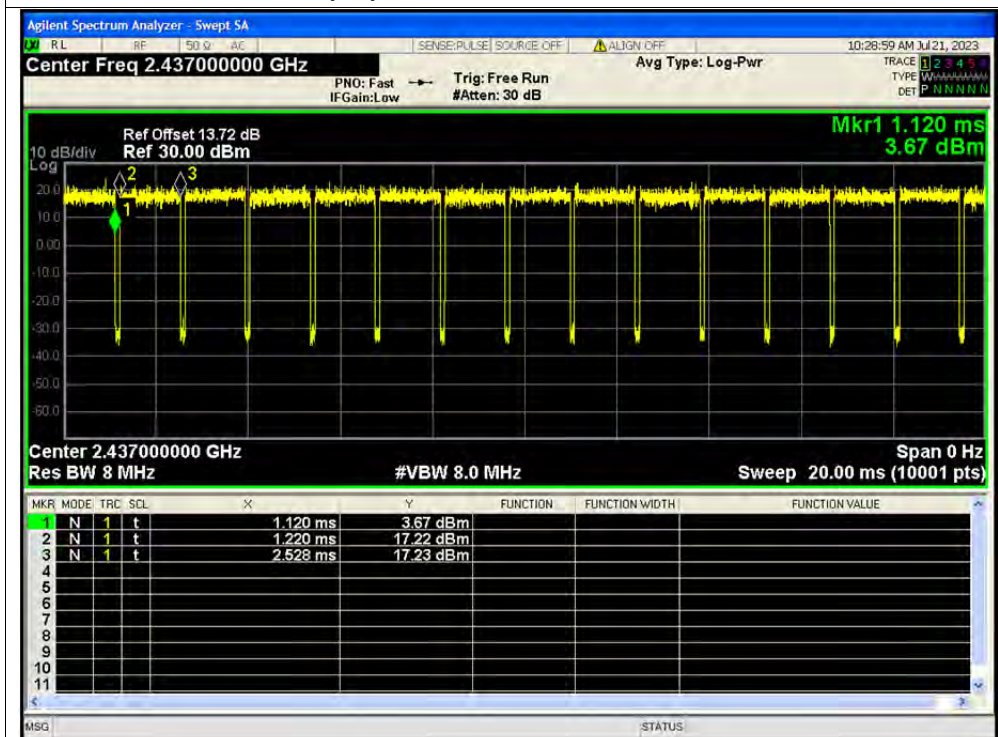 Agilent Spectrum Analyzer - Swept SA
RL RF 50 Ω AC SENSE:PULSE SOURCE OFF ALIGN OFF 10:28:59 AM Jul 21, 2023
Center Freq 2.437000000 GHz Avg Type: Log-Pwr TRACE 1 2 3 4 5 6
PNO: Fast Trig: Free Run TYPE
IFGain:Low #Atten: 30 dB DET P N N N N N
Mkr1 1.120 ms
Ref Offset 13.72 dB
10 dB/div Ref 30.00 dBm 3.67 dBm
Log
2 3
20.0
1
10.0
0.00
-10.0
-20.0
-30.0
-40.0
-50.0
-60.0
Center 2.437000000 GHz Span 0 Hz
Res BW 8 MHz #VBW 8.0 MHz Sweep 20.00 ms (10001 pts)
MKR MODE TRC SCL X Y FUNCTION FUNCTION WIDTH FUNCTION VALUE
1 N 1 t 1.120 ms 3.67 dBm
2 N 1 t 1.220 ms 17.22 dBm
3 N 1 t 2.528 ms 17.23 dBm
4
5
6
7
8
9
10
11
MSG STATUS